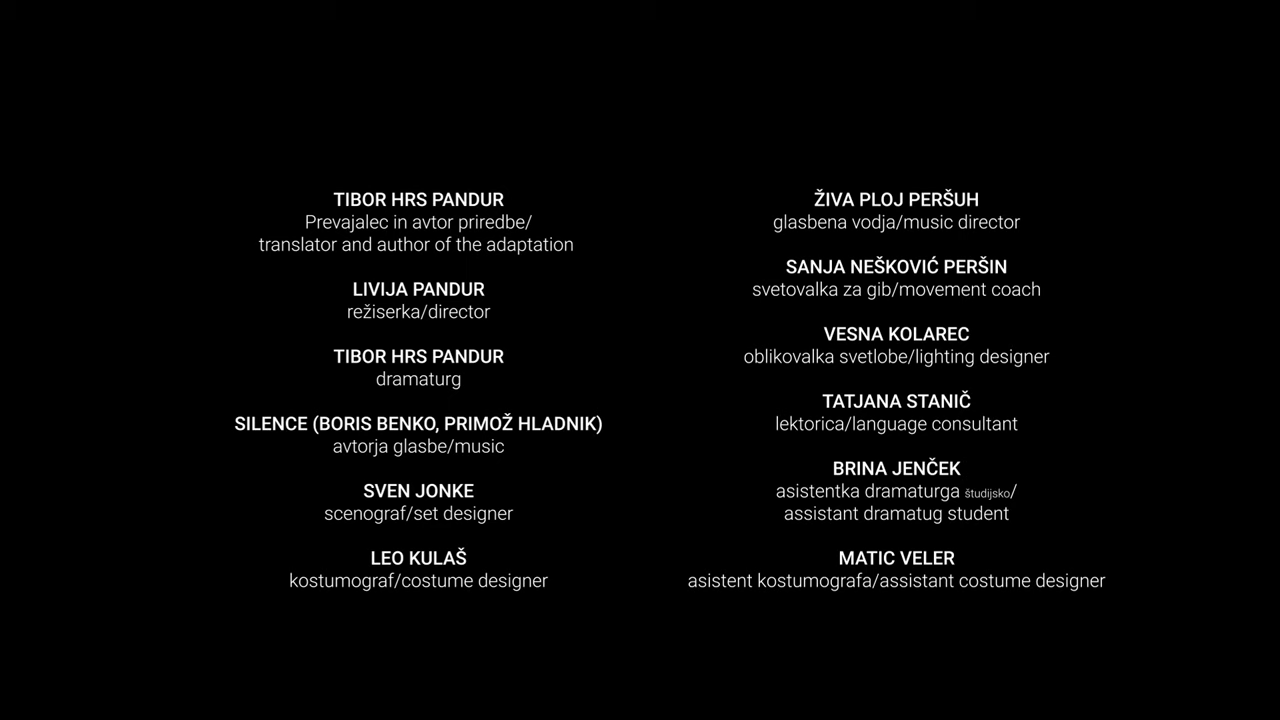 TIBOR HRS PANDUR
Prevajalec in avtor priredbe/
translator and author of the adaptation
LIVIJA PANDUR
režiserka/director
TIBOR HRS PANDUR
dramaturg
SILENCE (BORIS BENKO, PRIMOŽ HLADNIK)
avtorja glasbe/music
SVEN JONKE
scenograf/set designer
LEO KULAŠ
kostumograf/costume designer
ŽIVA PLOJ PERŠUH
glasbena vodja/music director
SANJA NEŠKOVIĆ PERŠIN
svetovalka za gib/movement coach
VESNA KOLAREC
oblikovalka svetlobe/lighting designer
TATJANA STANIČ
lektorica/language consultant
BRINA JENČEK
asistentka dramaturga študijsko/
assistant dramatug student
MATIC VELER
asistent kostumografa/assistant costume designer